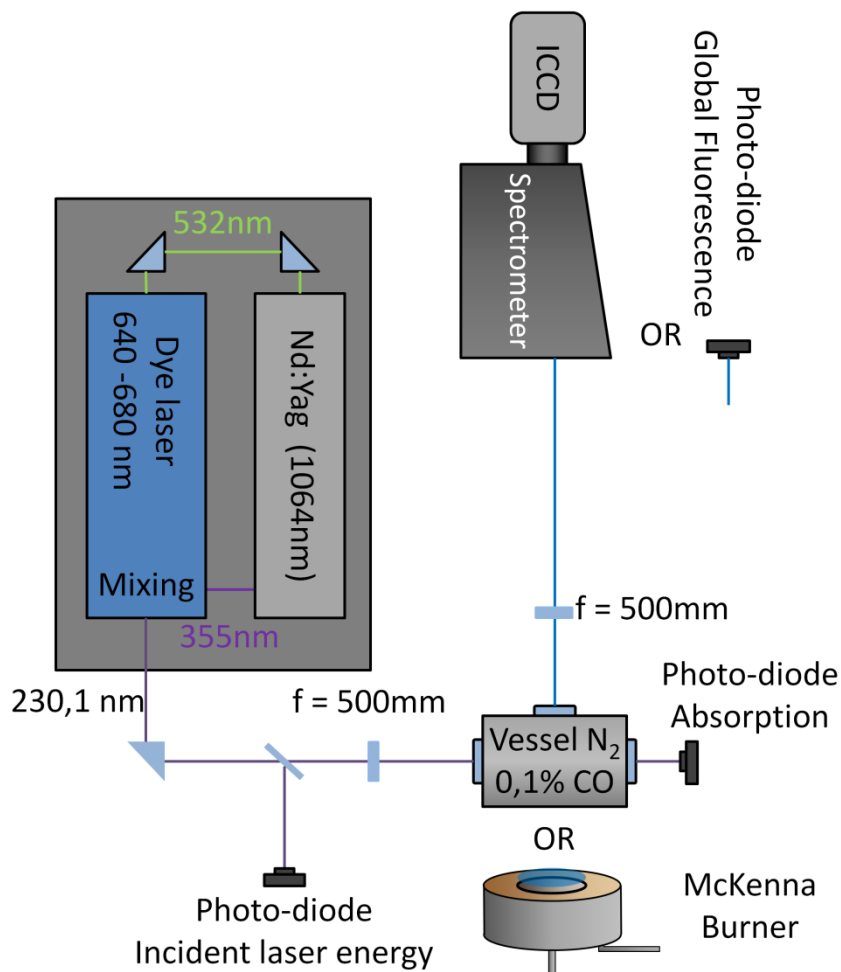 ICCD
Spectrometer
Photo-diode
Global Fluorescence
OR
532nm
Dye laser
640 -680 nm
Mixing
Nd:Yag (1064nm)
355nm
230,1 nm
f = 500mm
f = 500mm
Vessel N₂
0,1% CO
Photo-diode
Absorption
OR
McKenna
Burner
Photo-diode
Incident laser energy